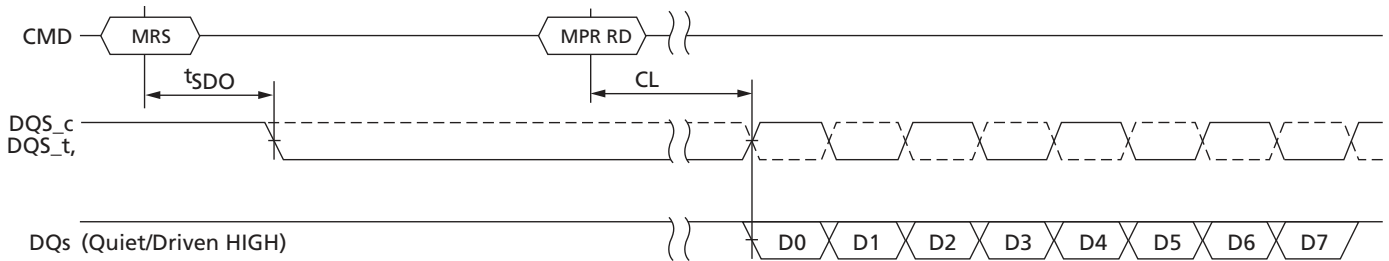 CMD MRS MPR RD
tSDO CL
DQS_c
DQS_t,
DQs (Quiet/Driven HIGH) D0 D1 D2 D3 D4 D5 D6 D7